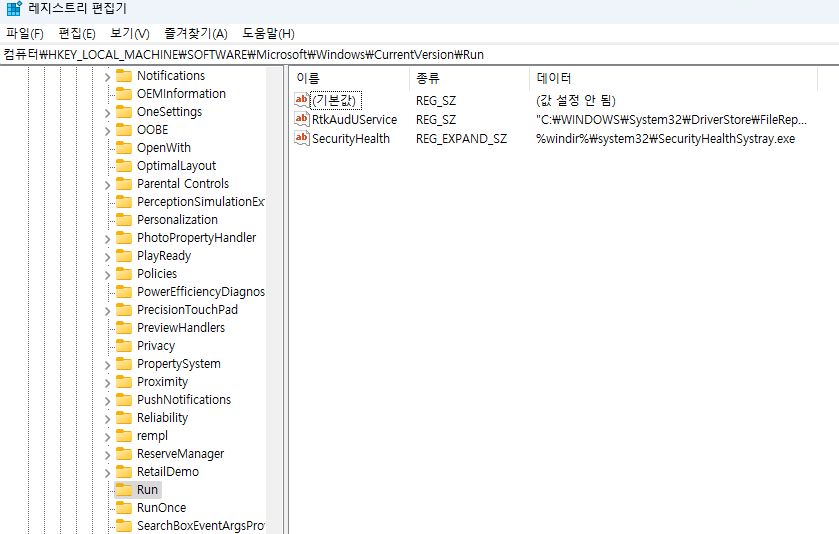 레지스트리 편집기
파일(F) 편집(E) 보기(V) 즐겨찾기(A) 도움말(H)
컴퓨터₩HKEY_LOCAL_MACHINE₩SOFTWARE₩Microsoft₩Windows₩CurrentVersion₩Run
Notifications
OEMInformation
OneSettings
OOBE
OpenWith
OptimalLayout
Parental Controls
PerceptionSimulationEx
Personalization
PhotoPropertyHandler
PlayReady
Policies
PowerEfficiencyDiagnos
PrecisionTouchPad
PreviewHandlers
Privacy
PropertySystem
Proximity
PushNotifications
Reliability
rempl
ReserveManager
RetailDemo
Run
RunOnce
SearchBoxEventArgsPro
이름 종류 데이터
ab (기본값) REG_SZ (값 설정 안 됨)
ab RtkAudUService REG_SZ "C:₩WINDOWS₩System32₩DriverStore₩FileRep...
ab SecurityHealth REG_EXPAND_SZ %windir%₩system32₩SecurityHealthSystray.exe